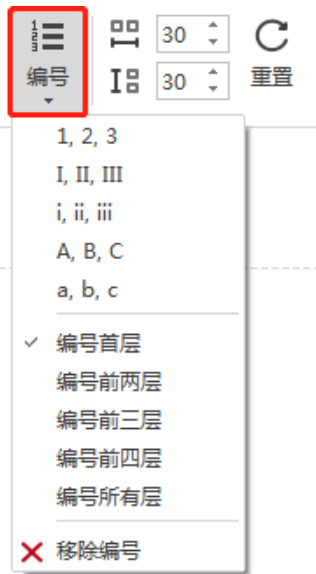 30
编号
30
重置
1, 2, 3
I, II, III
i, ii, iii
A, B, C
a, b, c
编号首层
编号前两层
编号前三层
编号前四层
编号所有层
移除编号